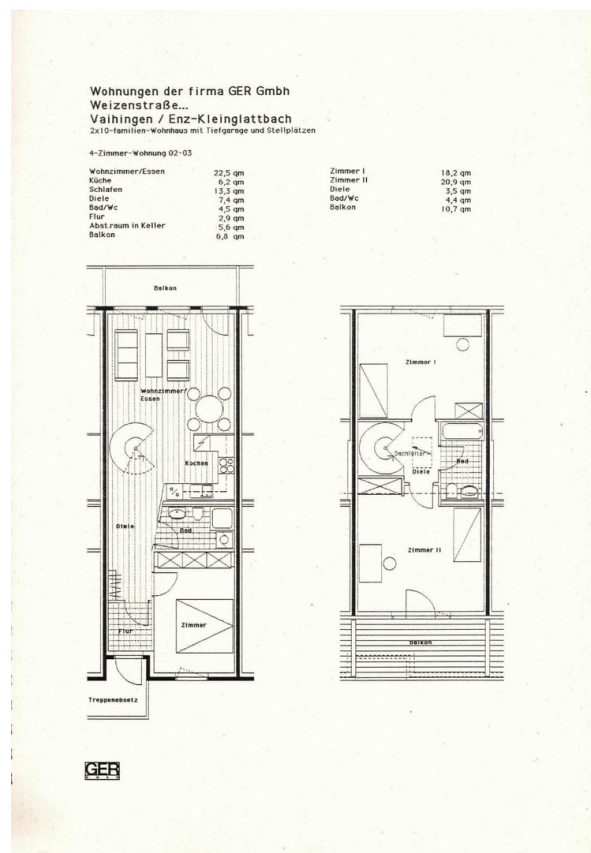 Wohnungen der firma GER Gmbh
Weizenstraße...
Vaihingen / Enz-Kleinglattbach
2x10-familien-Wohnhaus mit Tiefgarage und Stellplätzen
4-Zimmer-Wohnung 02-03
Wohnzimmer/Essen 22,5 qm
Küche 6,2 qm
Schlafen 13,3 qm
Diele 7,4 qm
Bad/Wc 4,5 qm
Flur 2,9 qm
Abst.raum in Keller 5,6 qm
Balkon 6,8 qm
Zimmer I 18,2 qm
Zimmer II 20,9 qm
Diele 3,5 qm
Bad/Wc 4,4 qm
Balkon 10,7 qm
Balkon
Wohnzimmer/
Essen
Kochen
Diele
Bad
Zimmer
Flur
Treppenabsatz
Zimmer I
Dachleiter
Bad
Diele
Zimmer II
Balkon
GER